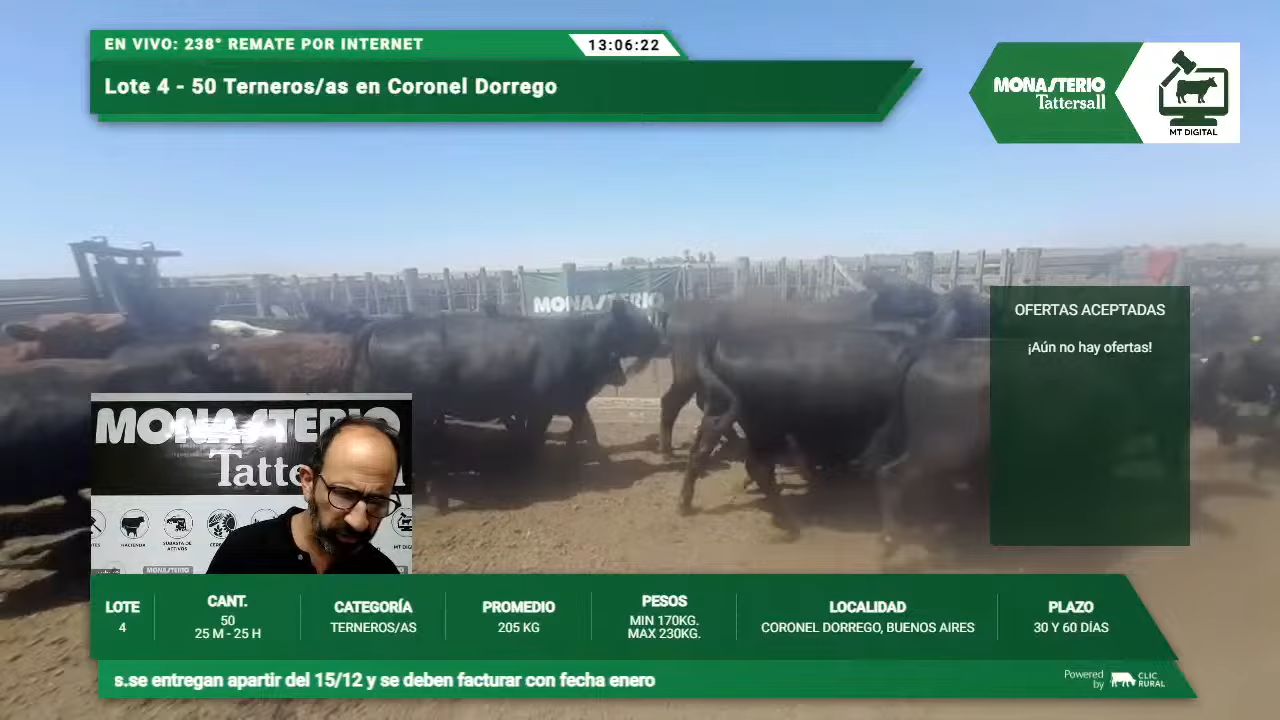 EN VIVO: 238° REMATE POR INTERNET
13:06:22
Lote 4 - 50 Terneros/as en Coronel Dorrego
MONASTERIO
Tattersall
MT DIGITAL
MONASTERIO
OFERTAS ACEPTADAS
¡Aún no hay ofertas!
MONASTERIO
HACIENDA
SUBASTA DE
ACTIVOS
MONASTERIO
LOTE
4
CANT.
50
25 M - 25 H
CATEGORÍA
TERNEROS/AS
PROMEDIO
205 KG
PESOS
MIN 170KG.
MAX 230KG.
LOCALIDAD
CORONEL DORREGO, BUENOS AIRES
PLAZO
30 Y 60 DÍAS
s.se entregan apartir del 15/12 y se deben facturar con fecha enero
Powered
by
CLIC
RURAL